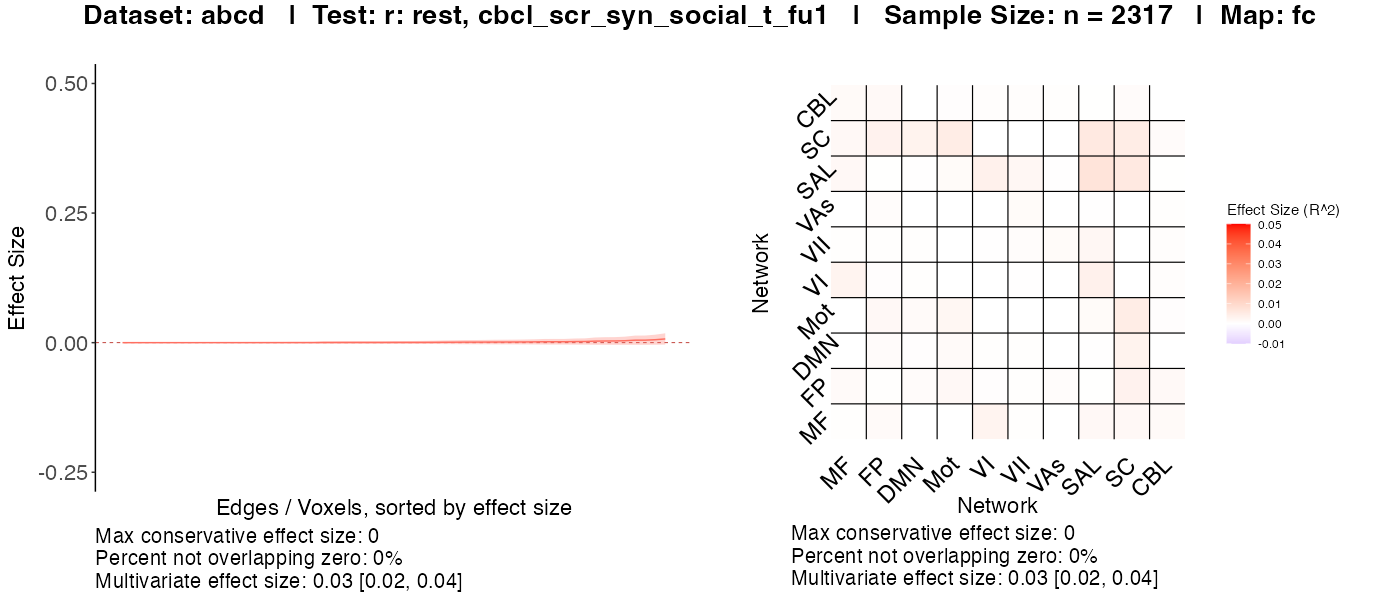 Dataset: abcd | Test: r: rest, cbcl_scr_syn_social_t_fu1 | Sample Size: n = 2317 | Map: fc
0.50
0.25
0.00
-0.25
Effect Size
Edges / Voxels, sorted by effect size
Max conservative effect size: 0
Percent not overlapping zero: 0%
Multivariate effect size: 0.03 [0.02, 0.04]
Network
CBL
SC
SAL
VAs
VII
VI
Mot
DMN
FP
MF
MF
FP
DMN
Mot
VI
VII
VAs
SAL
SC
CBL
Network
Max conservative effect size: 0
Percent not overlapping zero: 0%
Multivariate effect size: 0.03 [0.02, 0.04]
Effect Size (R^2)
0.05
0.04
0.03
0.02
0.01
0.00
-0.01